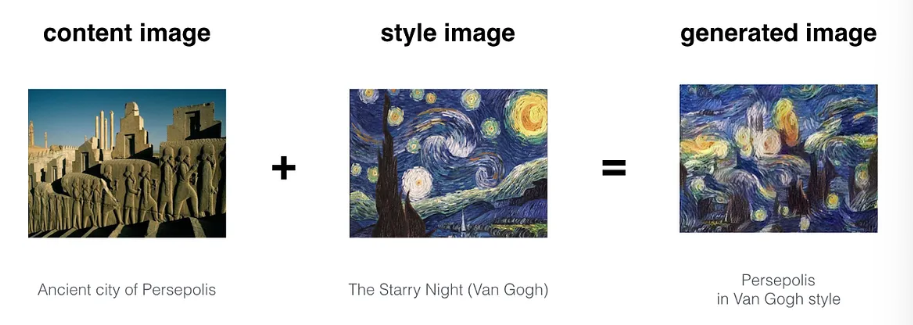 content image
style image
generated image
+
=
Ancient city of Persepolis
The Starry Night (Van Gogh)
Persepolis
in Van Gogh style